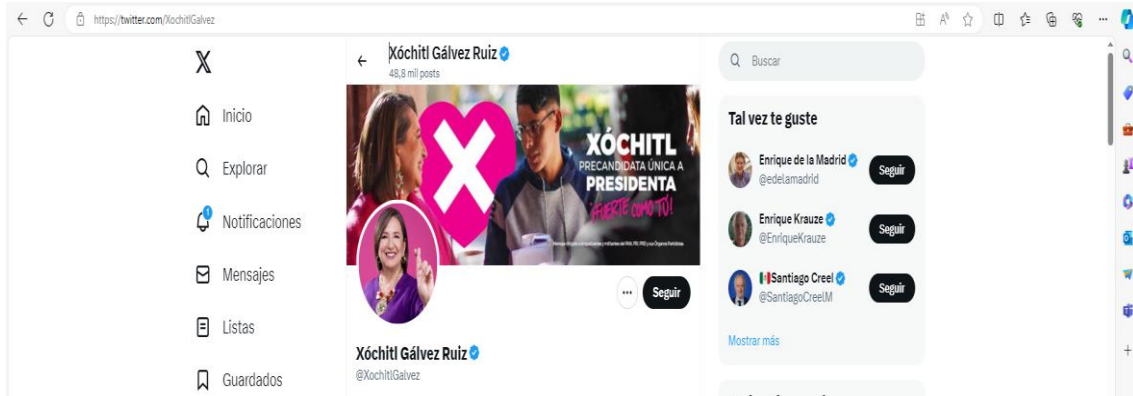 https://twitter.com/XochitlGalvez
Inicio
Explorar
1
Notificaciones
Mensajes
Listas
Guardados
Xóchitl Gálvez Ruiz
48,8 mil posts
X
XÓCHITL
PRECANDIDATA ÚNICA A
PRESIDENTA
¡FUERTE COMO TÚ!
Seguir
Xóchitl Gálvez Ruiz
@XochitlGalvez
Buscar
Tal vez te guste
Enrique de la Madrid
@edelamadrid
Seguir
Enrique Krauze
@EnriqueKrauze
Seguir
Santiago Creel
@SantiagoCreelM
Seguir
Mostrar más